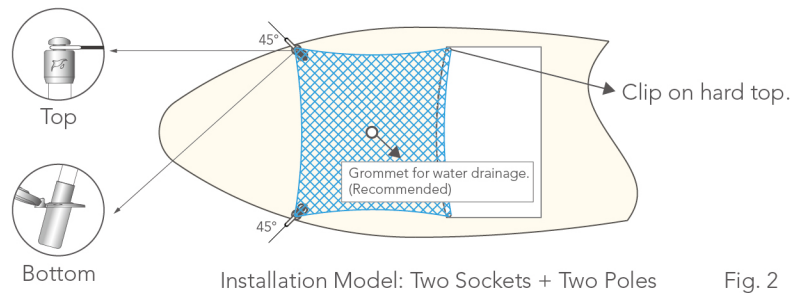 45°
Top
Clip on hard top.
Grommet for water drainage.
(Recommended)
45°
Bottom
Installation Model: Two Sockets + Two Poles
Fig. 2